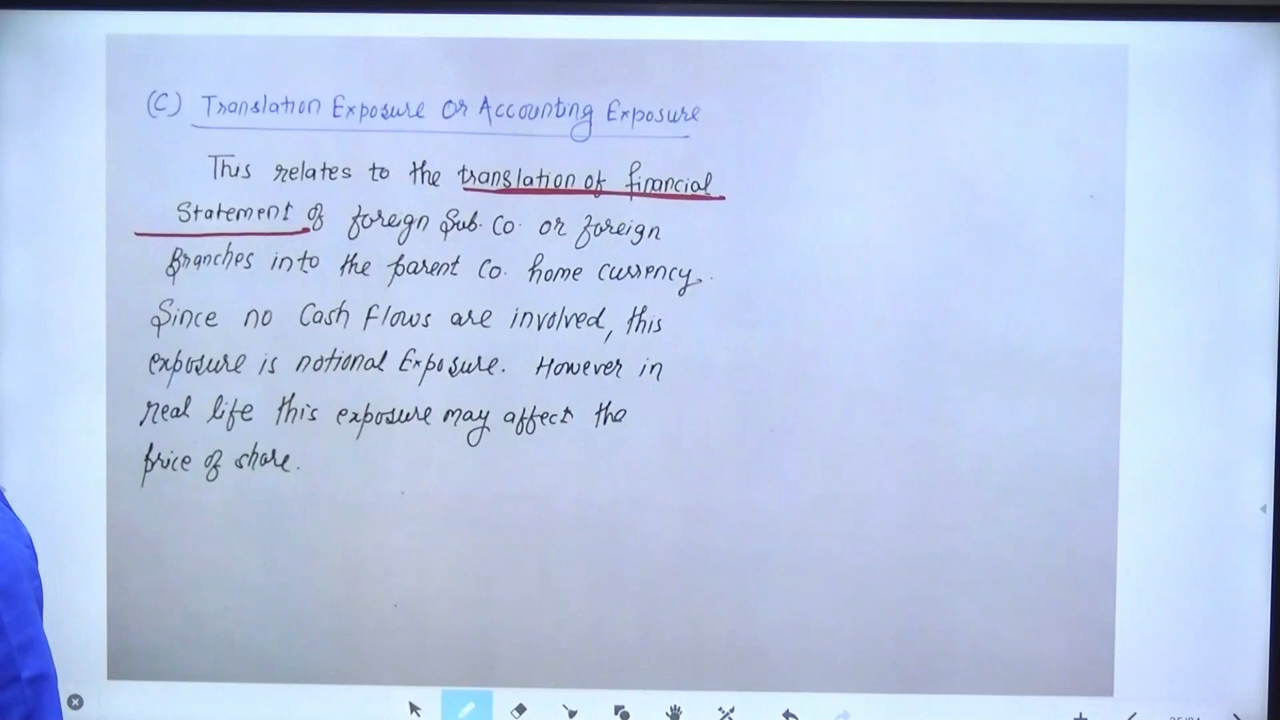 (C) Translation Exposure or Accounting Exposure
This relates to the translation of financial
Statement of foreign Sub. Co. or foreign
Branches into the parent Co. home currency.
Since no Cash Flows are involved, this
exposure is notional Exposure. However in
real life this exposure may affect the
price of share.